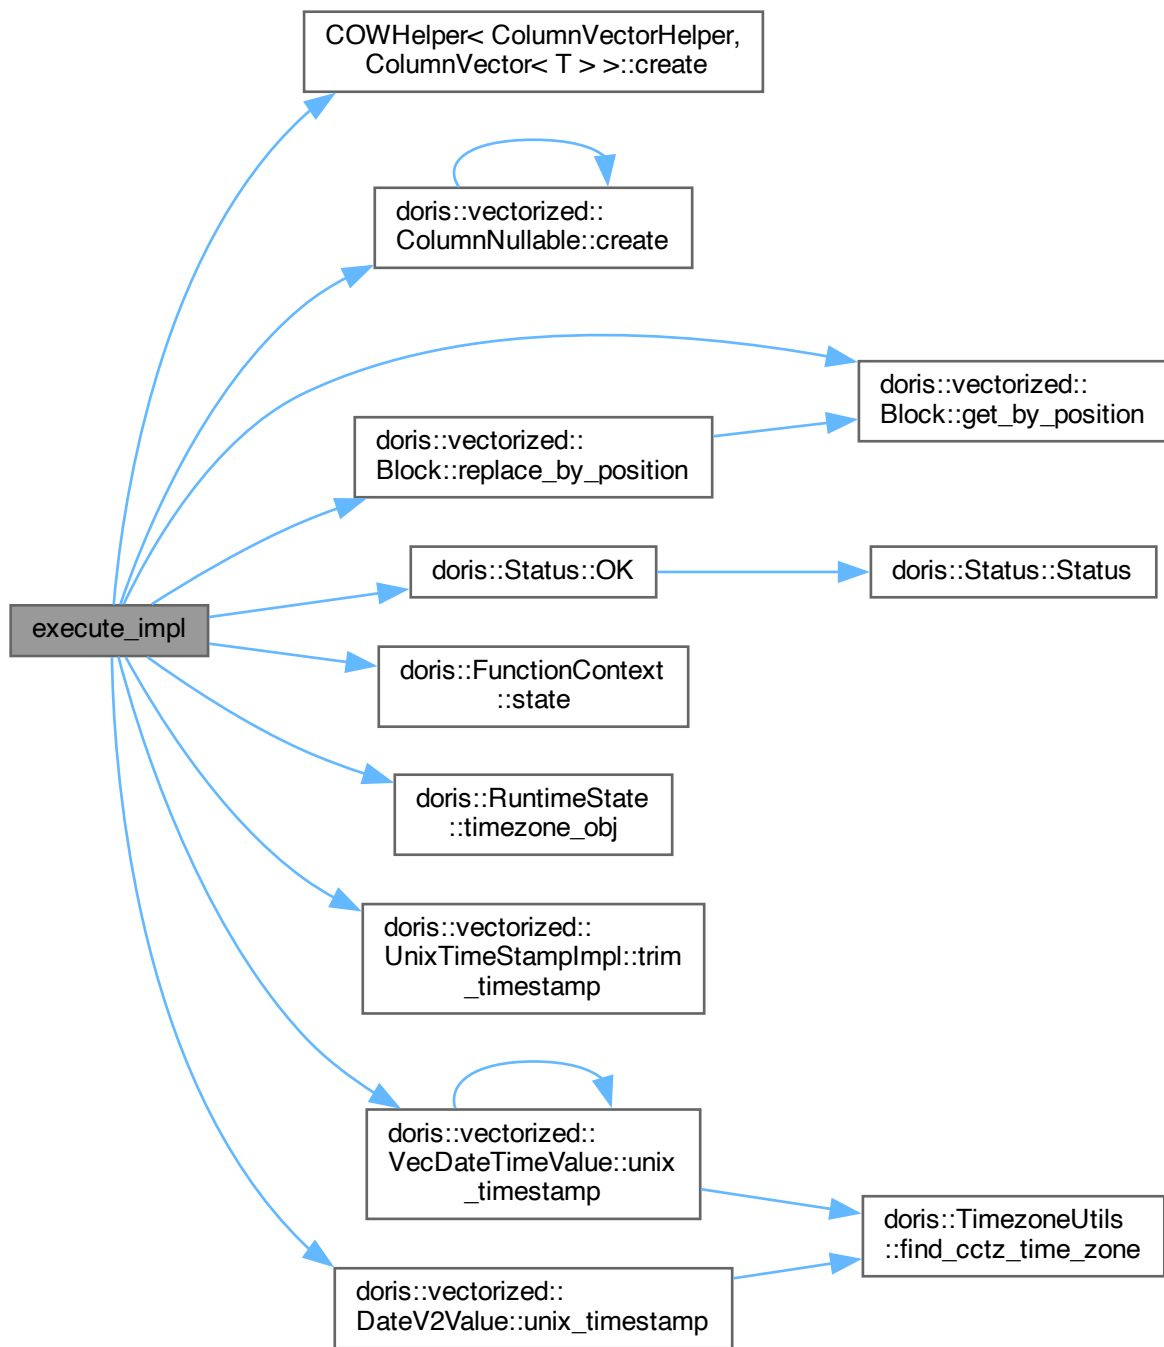 COWHelper< ColumnVectorHelper,
ColumnVector< T > >::create
doris::vectorized::
ColumnNullable::create
doris::vectorized::
Block::get_by_position
doris::vectorized::
Block::replace_by_position
doris::Status::OK
doris::Status::Status
execute_impl
doris::FunctionContext
::state
doris::RuntimeState
::timezone_obj
doris::vectorized::
UnixTimeStampImpl::trim
_timestamp
doris::vectorized::
VecDateTimeValue::unix
_timestamp
doris::TimezoneUtils
::find_cctz_time_zone
doris::vectorized::
DateV2Value::unix_timestamp